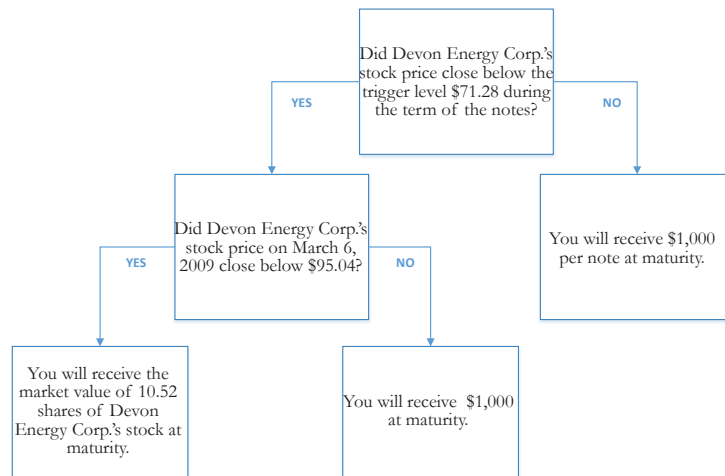 Did Devon Energy Corp.'s
stock price close below the
trigger level $71.28 during
the term of the notes?
YES
NO
Did Devon Energy Corp.'s
stock price on March 6,
2009 close below $95.04?
You will receive $1,000
per note at maturity.
YES
NO
You will receive the
market value of 10.52
shares of Devon
Energy Corp.'s stock at
maturity.
You will receive $1,000
at maturity.